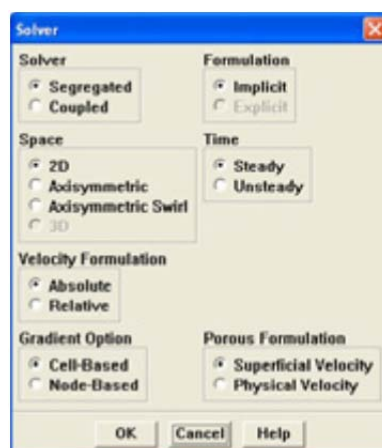 Solver
Solver
Segregated
Coupled
Formulation
Implicit
Explicit
Space
2D
Axisymmetric
Axisymmetric Swirl
3D
Time
Steady
Unsteady
Velocity Formulation
Absolute
Relative
Gradient Option
Cell-Based
Node-Based
Porous Formulation
Superficial Velocity
Physical Velocity
OK Cancel Help